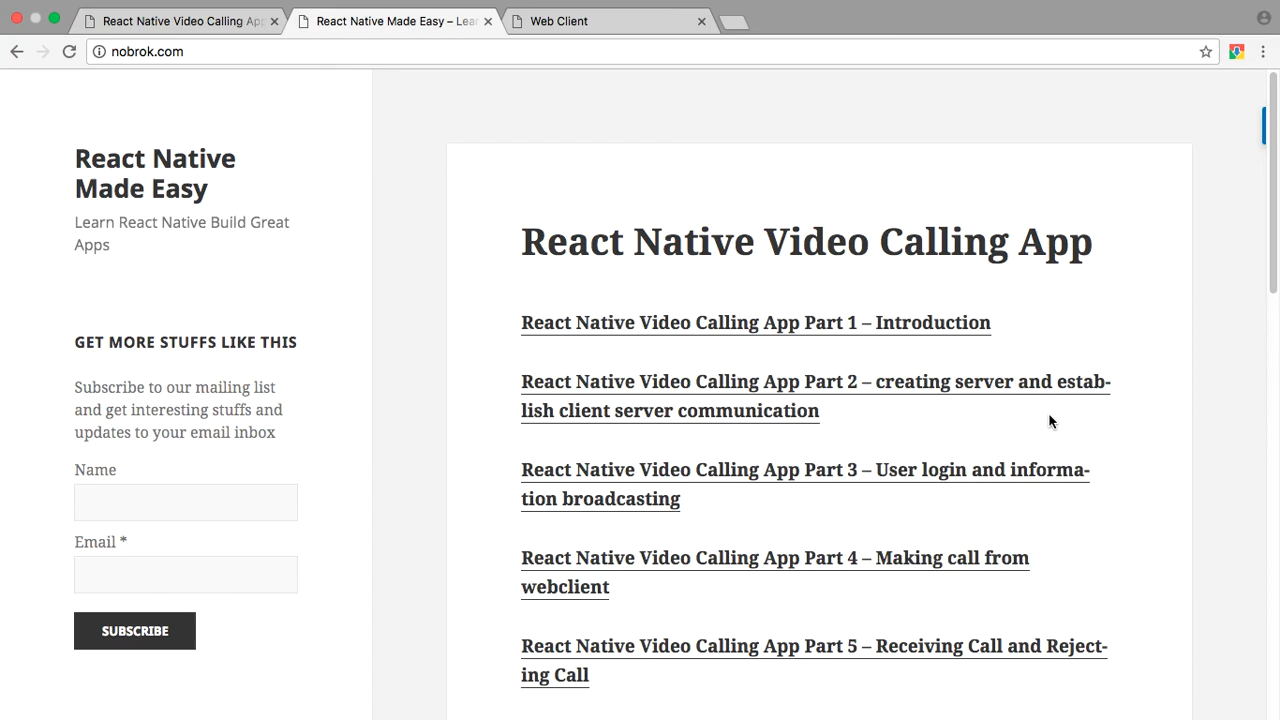 React Native Video Calling Ap
React Native Made Easy – Lea
Web Client
nobrok.com
React Native
Made Easy
Learn React Native Build Great
Apps
GET MORE STUFFS LIKE THIS
Subscribe to our mailing list
and get interesting stuffs and
updates to your email inbox
Name
Email *
SUBSCRIBE
React Native Video Calling App
React Native Video Calling App Part 1 – Introduction
React Native Video Calling App Part 2 – creating server and estab-
lish client server communication
React Native Video Calling App Part 3 – User login and informa-
tion broadcasting
React Native Video Calling App Part 4 – Making call from
webclient
React Native Video Calling App Part 5 – Receiving Call and Reject-
ing Call